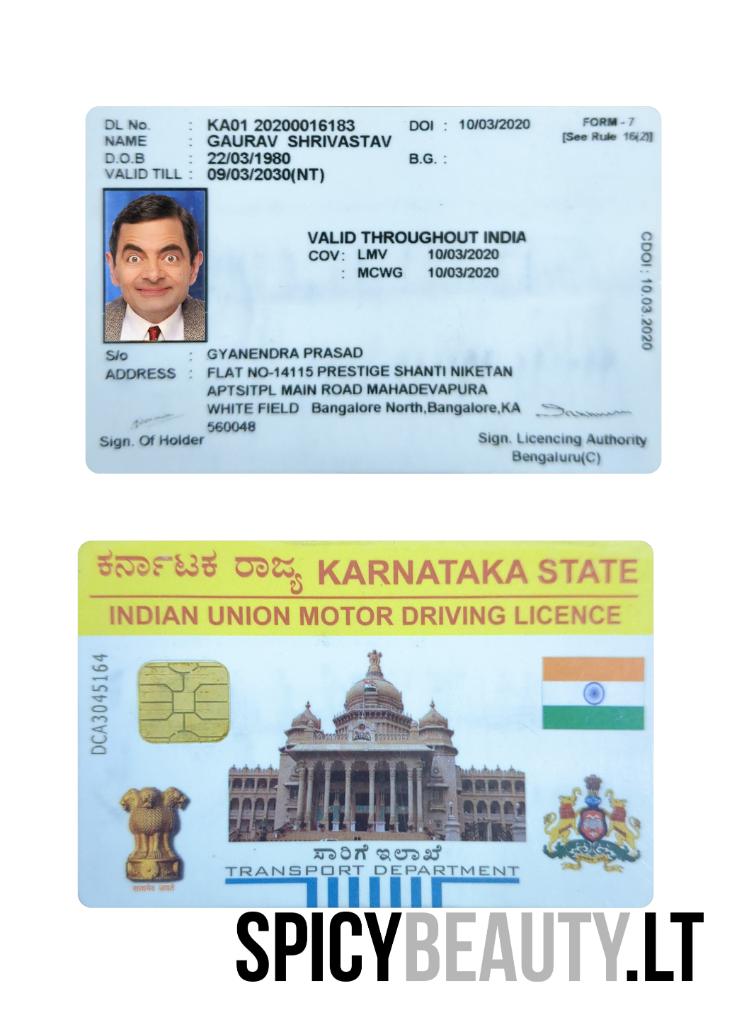 DL No. : KA01 20200016183 DOI : 10/03/2020 FORM - 7
NAME : GAURAV SHRIVASTAV [See Rule 16(2)]
D.O.B : 22/03/1980 B.G. :
VALID TILL : 09/03/2030(NT)
VALID THROUGHOUT INDIA
COV : LMV 10/03/2020
: MCWG 10/03/2020
CDOI : 10.03.2020
S/o : GYANENDRA PRASAD
ADDRESS : FLAT NO-14115 PRESTIGE SHANTI NIKETAN
APTSITPL MAIN ROAD MAHADEVAPURA
WHITE FIELD Bangalore North,Bangalore,KA
560048
Sign. Of Holder
Sign. Licencing Authority
Bengaluru(C)
ಕರ್ನಾಟಕ ರಾಜ್ಯ KARNATAKA STATE
INDIAN UNION MOTOR DRIVING LICENCE
DCA3045164
सत्यमेव जयते
ಸಾರಿಗೆ ಇಲಾಖೆ
TRANSPORT DEPARTMENT
SPICYBEAUTY.LT